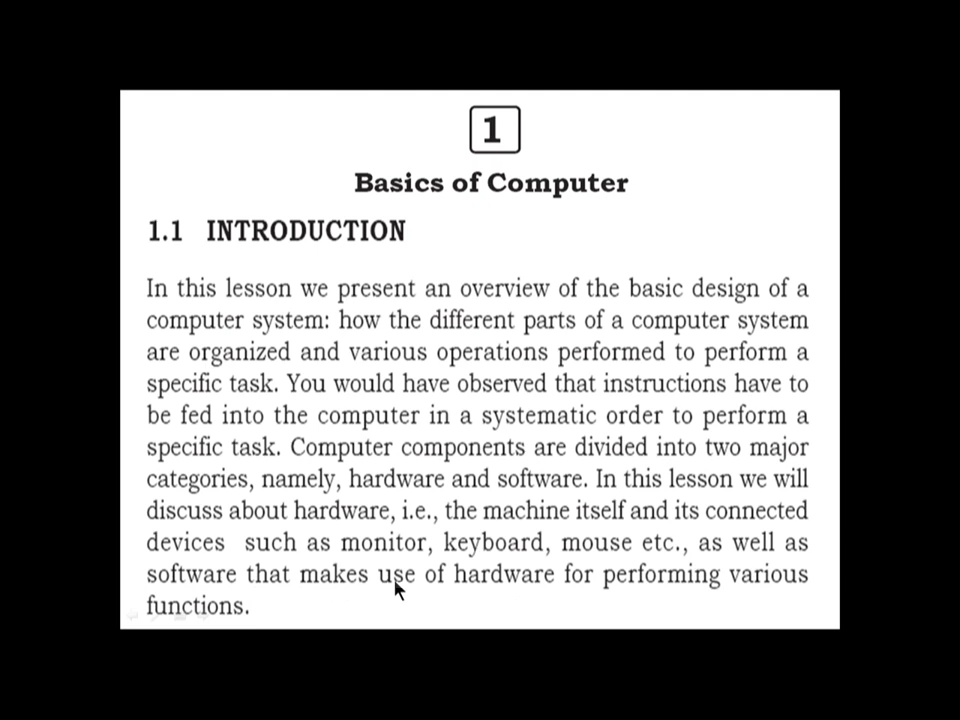 1
Basics of Computer
1.1 INTRODUCTION
In this lesson we present an overview of the basic design of a
computer system: how the different parts of a computer system
are organized and various operations performed to perform a
specific task. You would have observed that instructions have to
be fed into the computer in a systematic order to perform a
specific task. Computer components are divided into two major
categories, namely, hardware and software. In this lesson we will
discuss about hardware, i.e., the machine itself and its connected
devices such as monitor, keyboard, mouse etc., as well as
software that makes use of hardware for performing various
functions.